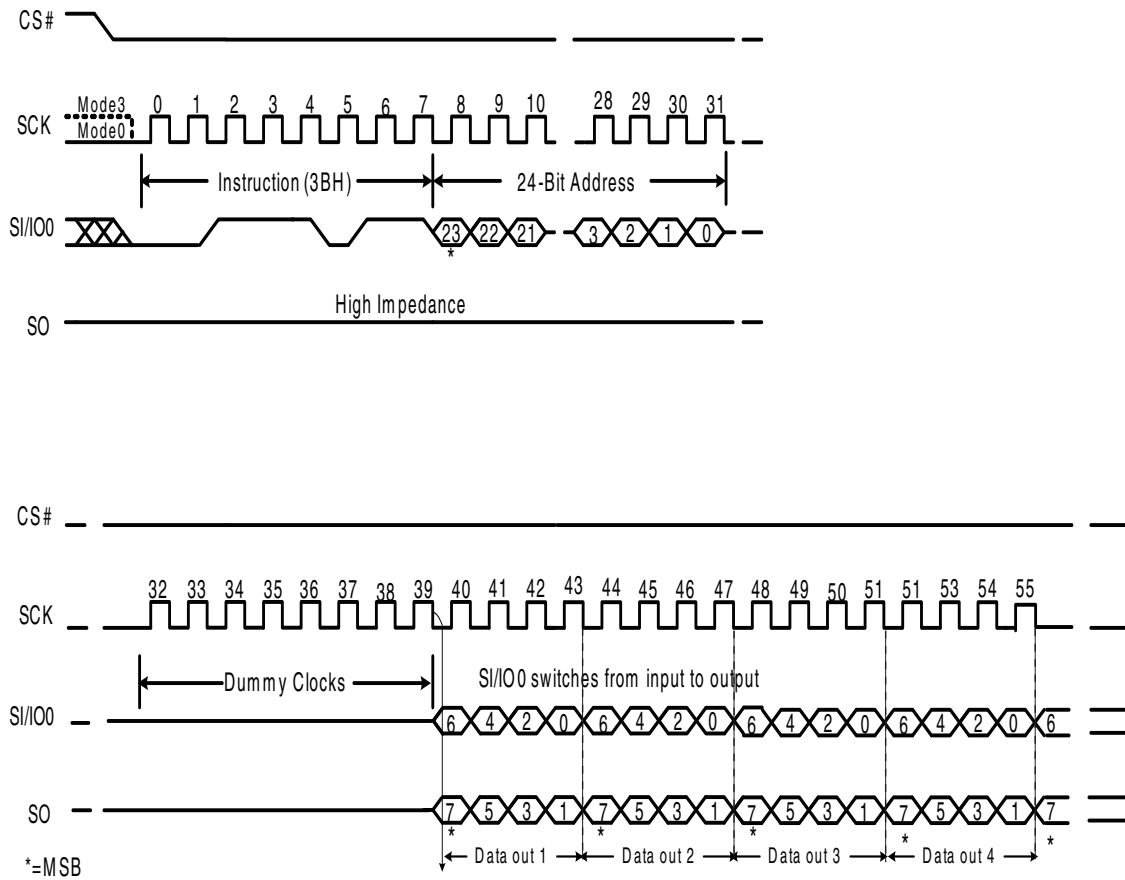 CS#
Mode3 0 1 2 3 4 5 6 7 8 9 10 28 29 30 31
SCK Mode0
Instruction (3BH) 24-Bit Address
SI/IO0 23 22 21 3 2 1 0
*
High Impedance
SO
CS#
32 33 34 35 36 37 38 39 40 41 42 43 44 45 46 47 48 49 50 51 51 53 54 55
SCK
Dummy Clocks SI/IO0 switches from input to output
SI/IO0 6 4 2 0 6 4 2 0 6 4 2 0 6 4 2 0 6
SO 7 5 3 1 7 5 3 1 7 5 3 1 7 5 3 1 7
* * * * *
Data out 1 Data out 2 Data out 3 Data out 4
*=MSB